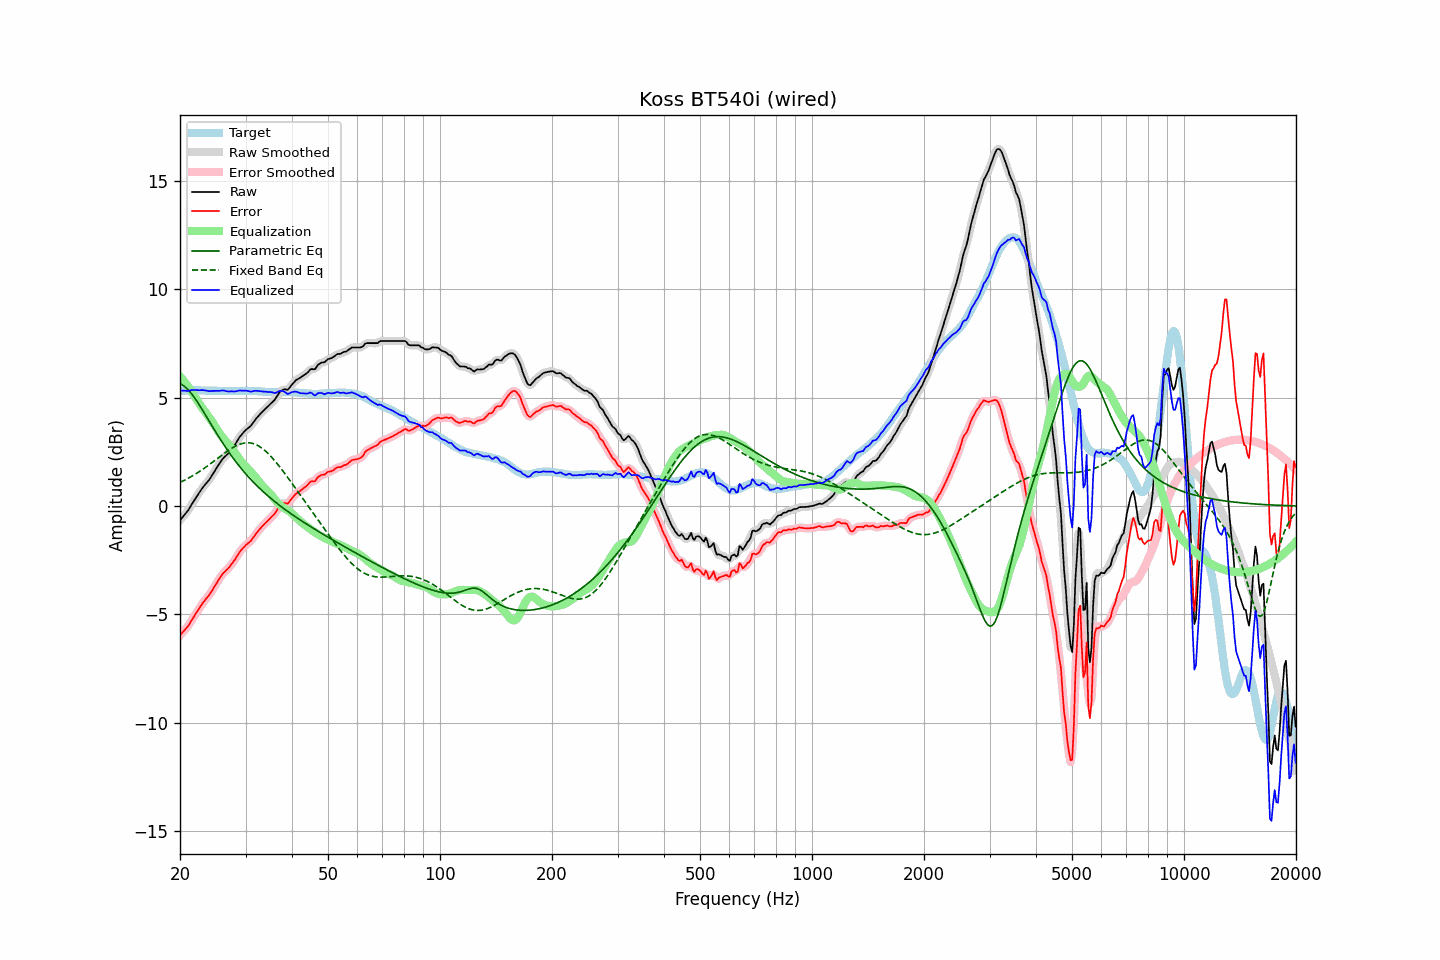 Koss BT540i (wired)
Target
Raw Smoothed
Error Smoothed
Raw
Error
Equalization
Parametric Eq
Fixed Band Eq
Equalized
Amplitude (dBr)
15
10
5
0
−5
−10
−15
20 50 100 200 500 1000 2000 5000 10000 20000
Frequency (Hz)